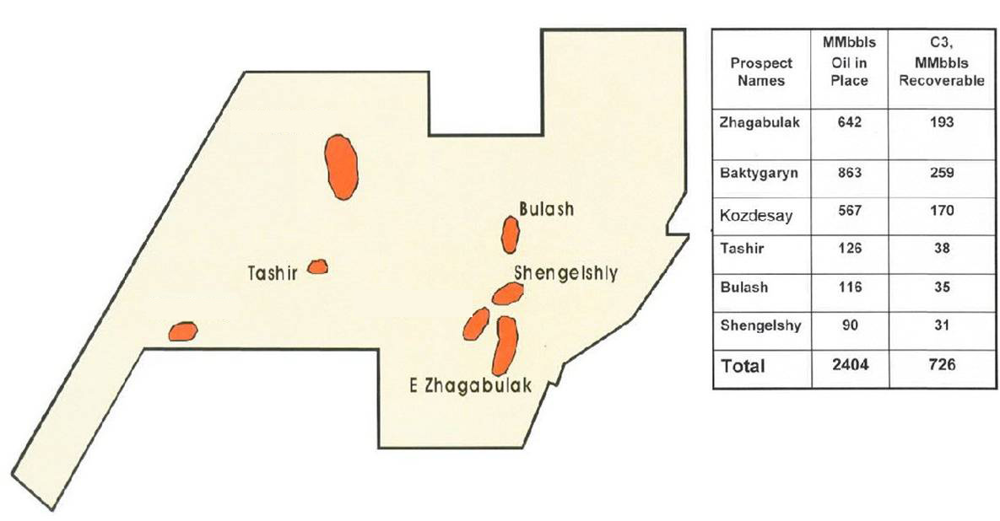 Bulash
Tashir
Shengelshly
E Zhagabulak
Prospect Names MMbbls Oil in Place C3, MMbbls Recoverable
Zhagabulak 642 193
Baktygaryn 863 259
Kozdesay 567 170
Tashir 126 38
Bulash 116 35
Shengelshy 90 31
Total 2404 726